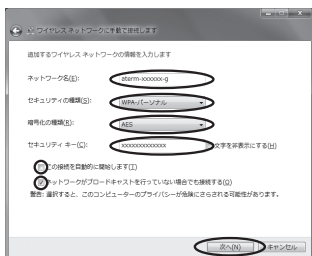 ワイヤレス ネットワークに手動で接続します
追加するワイヤレス ネットワークの情報を入力します
ネットワーク名(E): aterm-xxxxxx-g
セキュリティの種類(S): WPA-パーソナル
暗号化の種類(R): AES
セキュリティ キー(C): xxxxxxxxxxxxx 文字を非表示にする(H)
この接続を自動的に開始します(T)
ネットワークがブロードキャストを行っていない場合でも接続する(O)
警告: 選択すると、このコンピューターのプライバシーが危険にさらされる可能性があります。
次へ(N) キャンセル